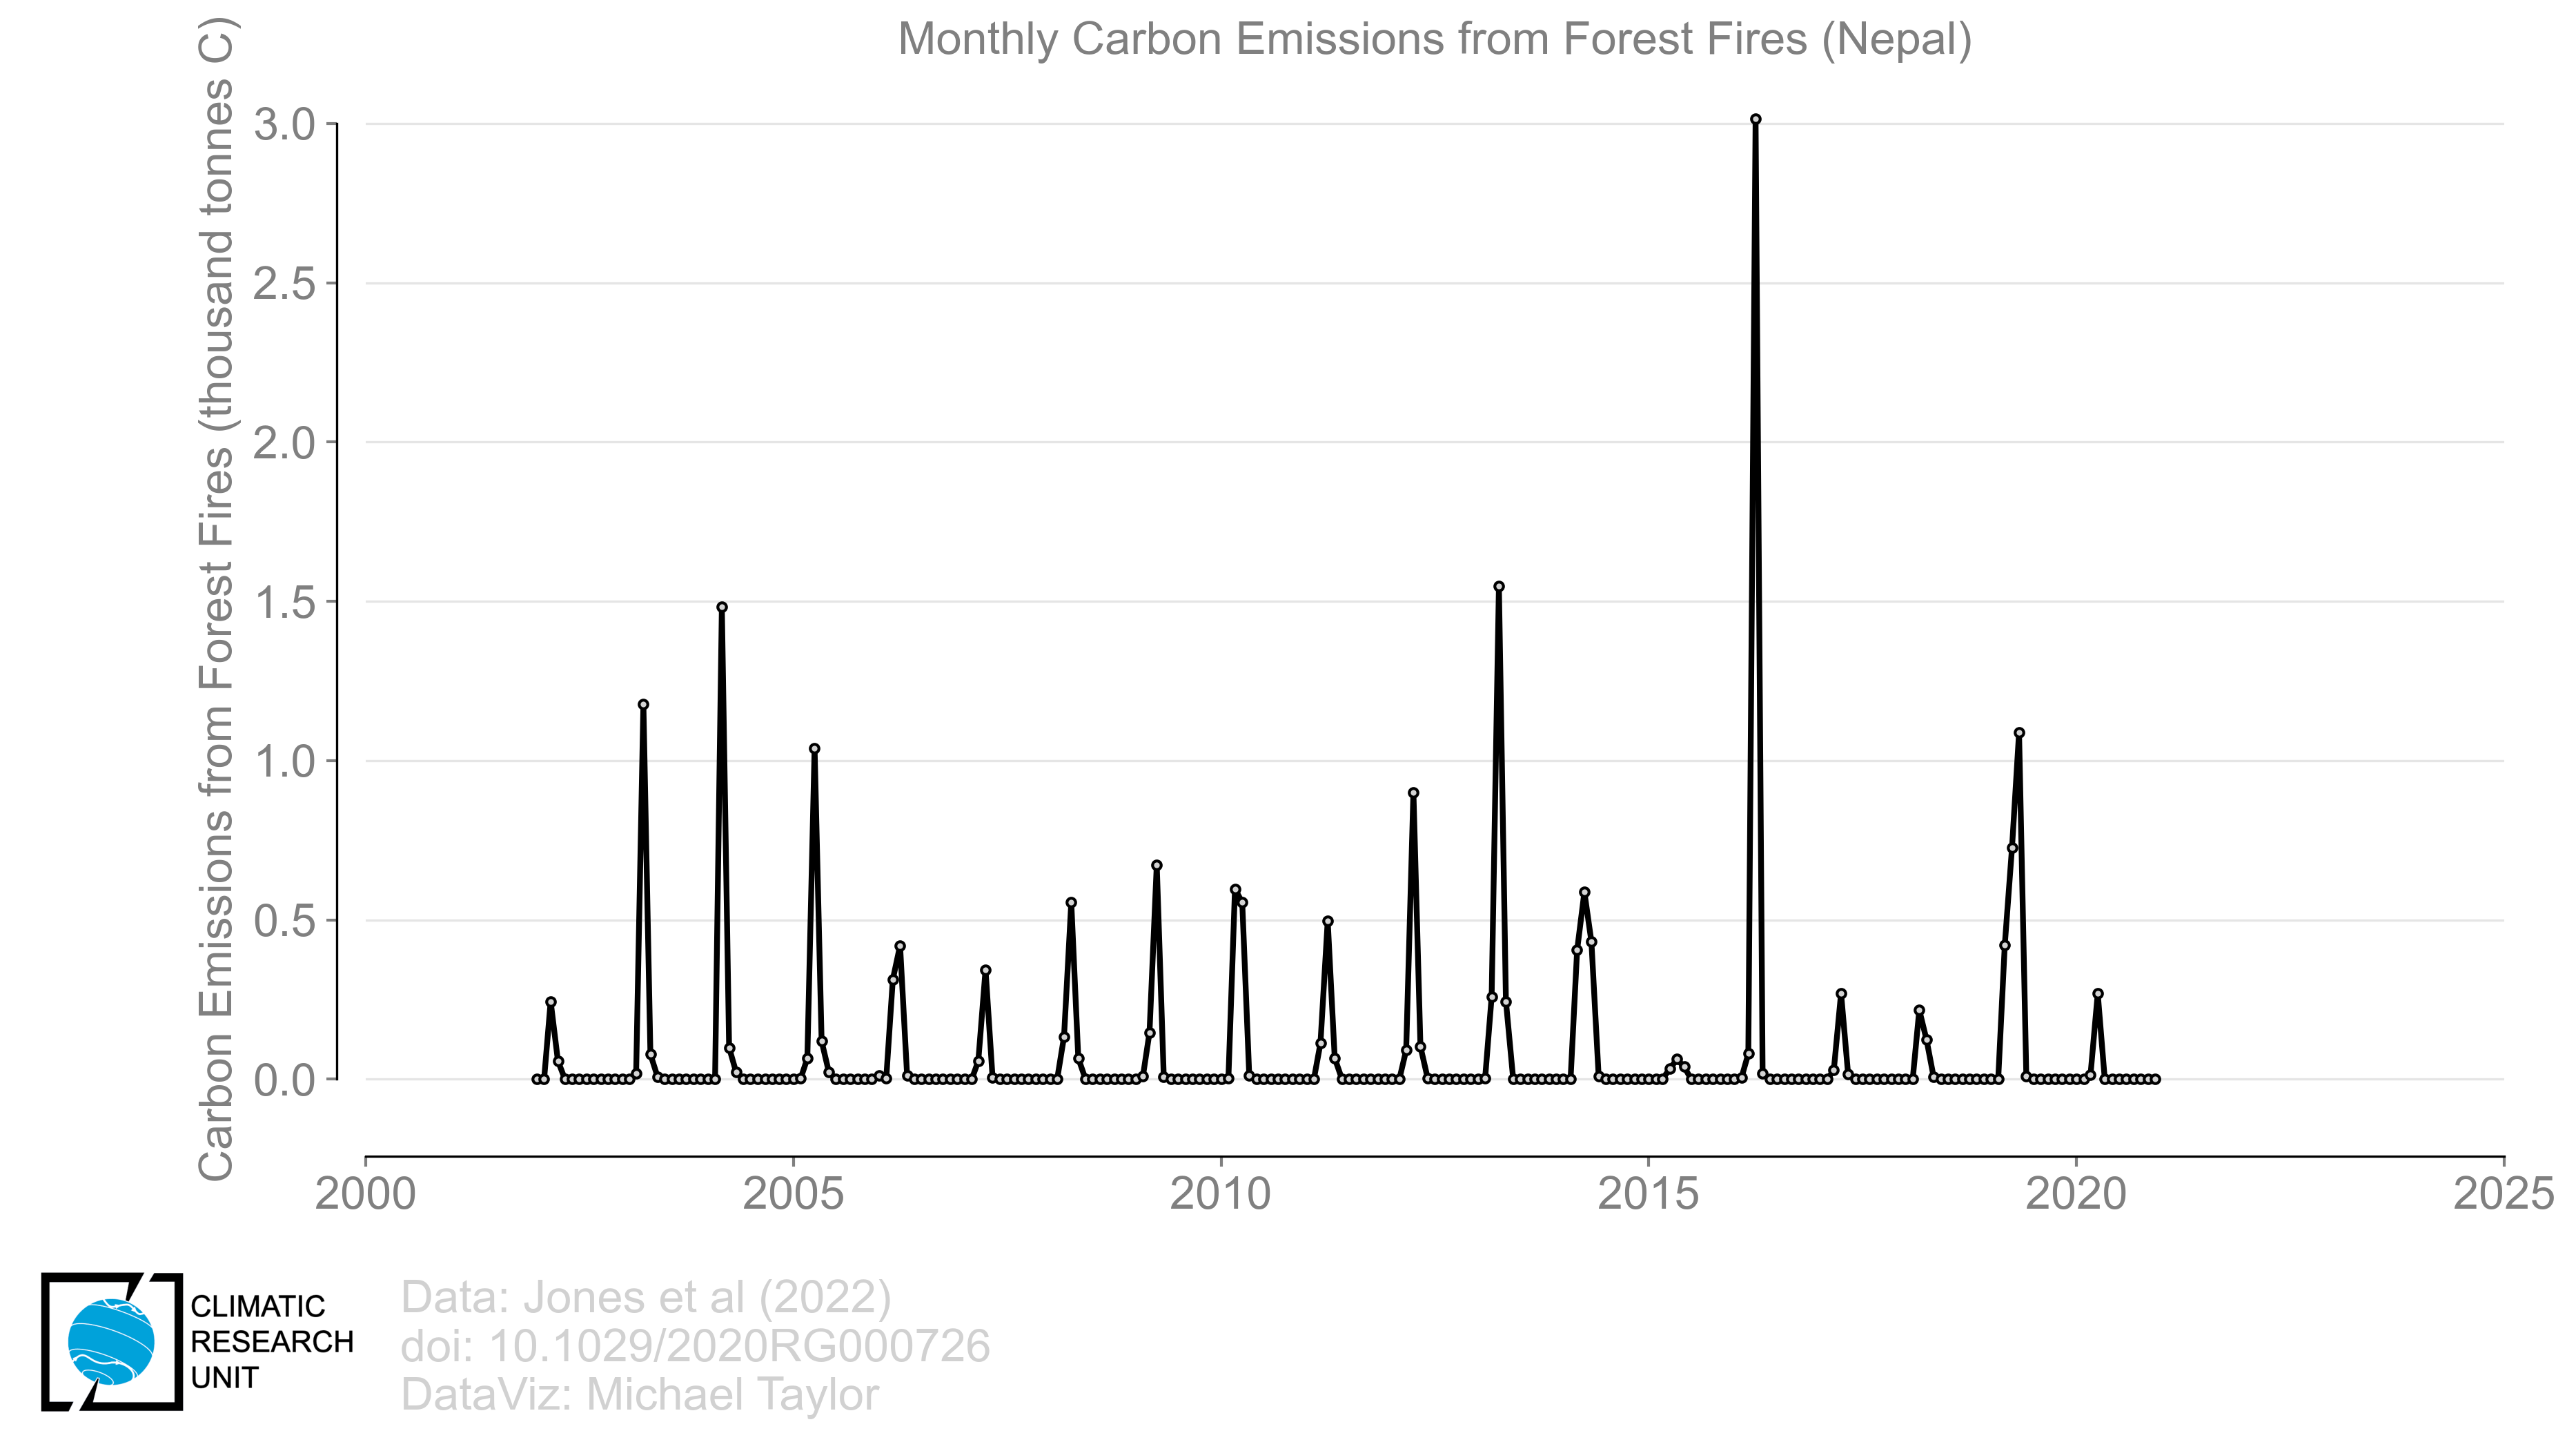 Monthly Carbon Emissions from Forest Fires (Nepal)
Carbon Emissions from Forest Fires (thousand tonnes C)
3.0
2.5
2.0
1.5
1.0
0.5
0.0
2000 2005 2010 2015 2020 2025
CLIMATIC
RESEARCH
UNIT
Data: Jones et al (2022)
doi: 10.1029/2020RG000726
DataViz: Michael Taylor